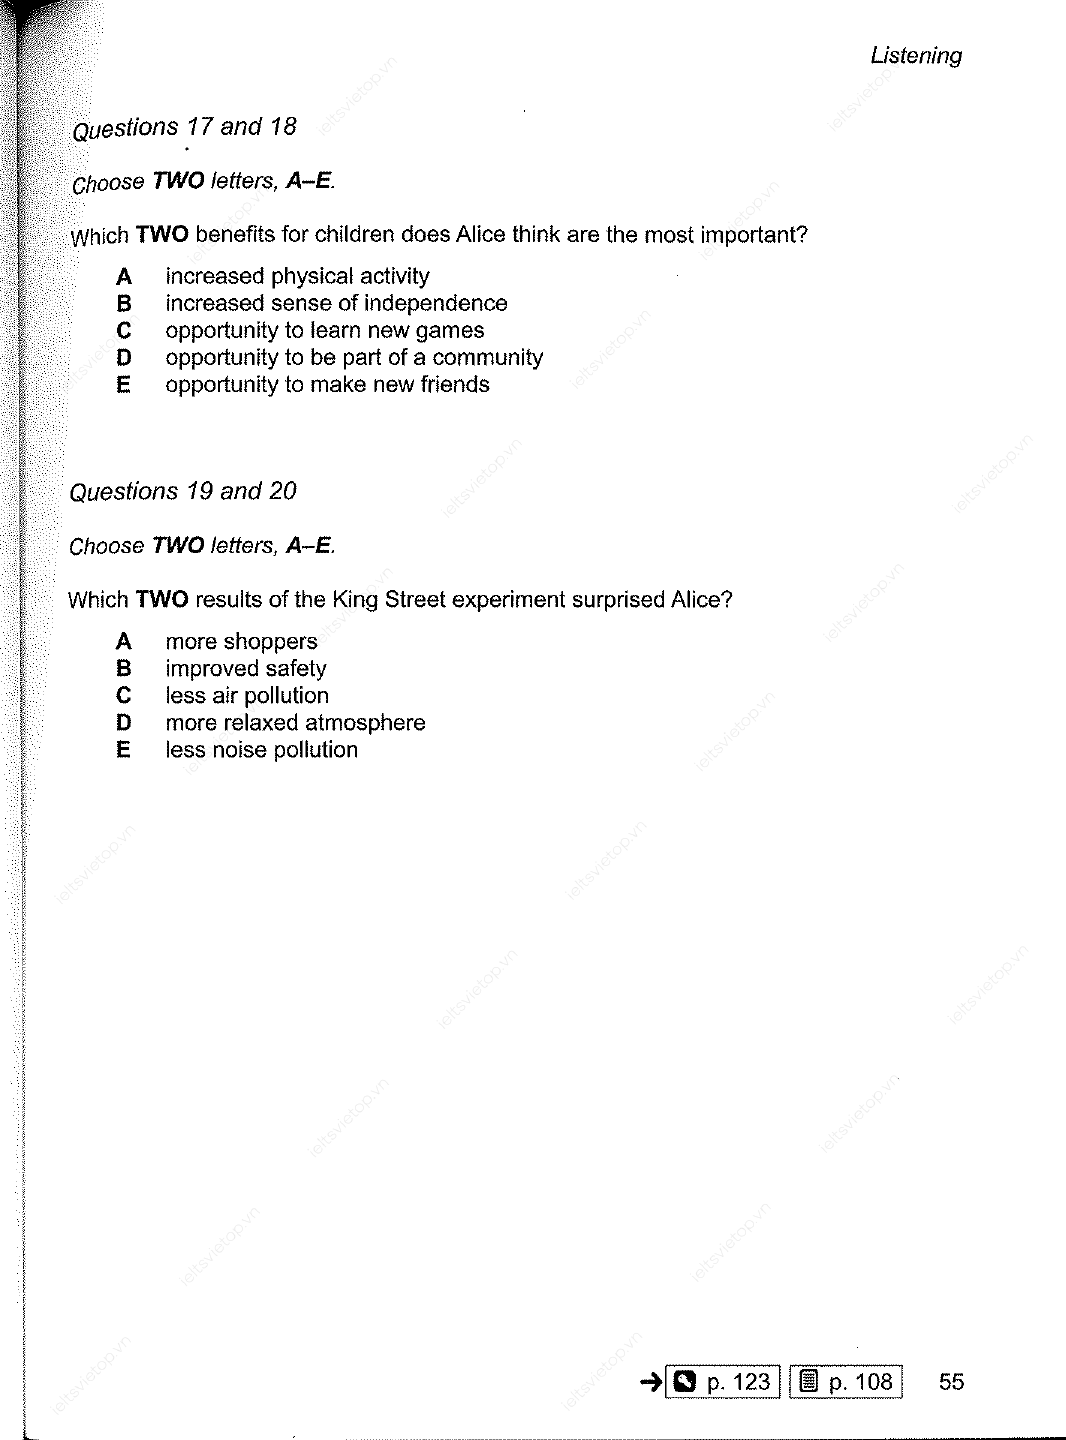 Listening
Questions 17 and 18
Choose TWO letters, A–E.
Which TWO benefits for children does Alice think are the most important?
A increased physical activity
B increased sense of independence
C opportunity to learn new games
D opportunity to be part of a community
E opportunity to make new friends
Questions 19 and 20
Choose TWO letters, A–E.
Which TWO results of the King Street experiment surprised Alice?
A more shoppers
B improved safety
C less air pollution
D more relaxed atmosphere
E less noise pollution
→ p. 123 p. 108 55
ieltsvietop.vn